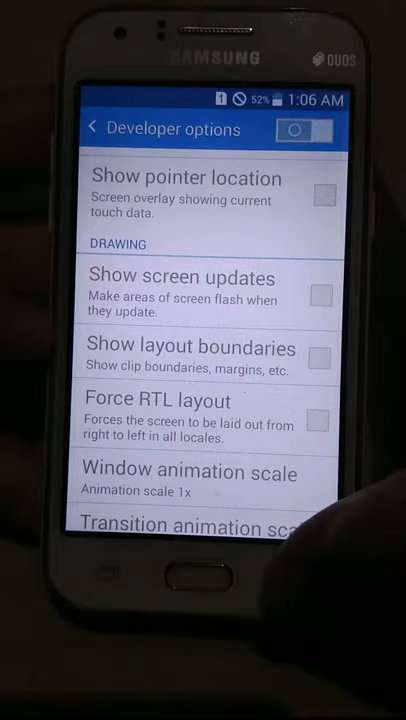 SAMSUNG
DUOS
1 52% 1:06 AM
Developer options
Show pointer location
Screen overlay showing current
touch data.
DRAWING
Show screen updates
Make areas of screen flash when
they update.
Show layout boundaries
Show clip boundaries, margins, etc.
Force RTL layout
Forces the screen to be laid out from
right to left in all locales.
Window animation scale
Animation scale 1x
Transition animation sca